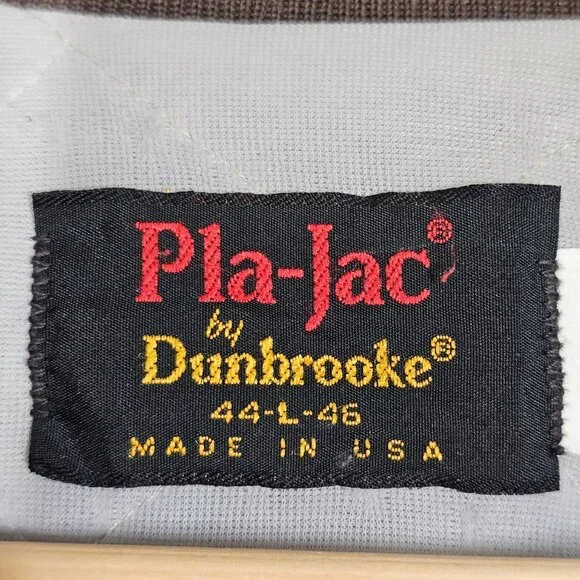 Pla-Jac®
by
Dunbrooke®
44-L-46
MADE IN USA